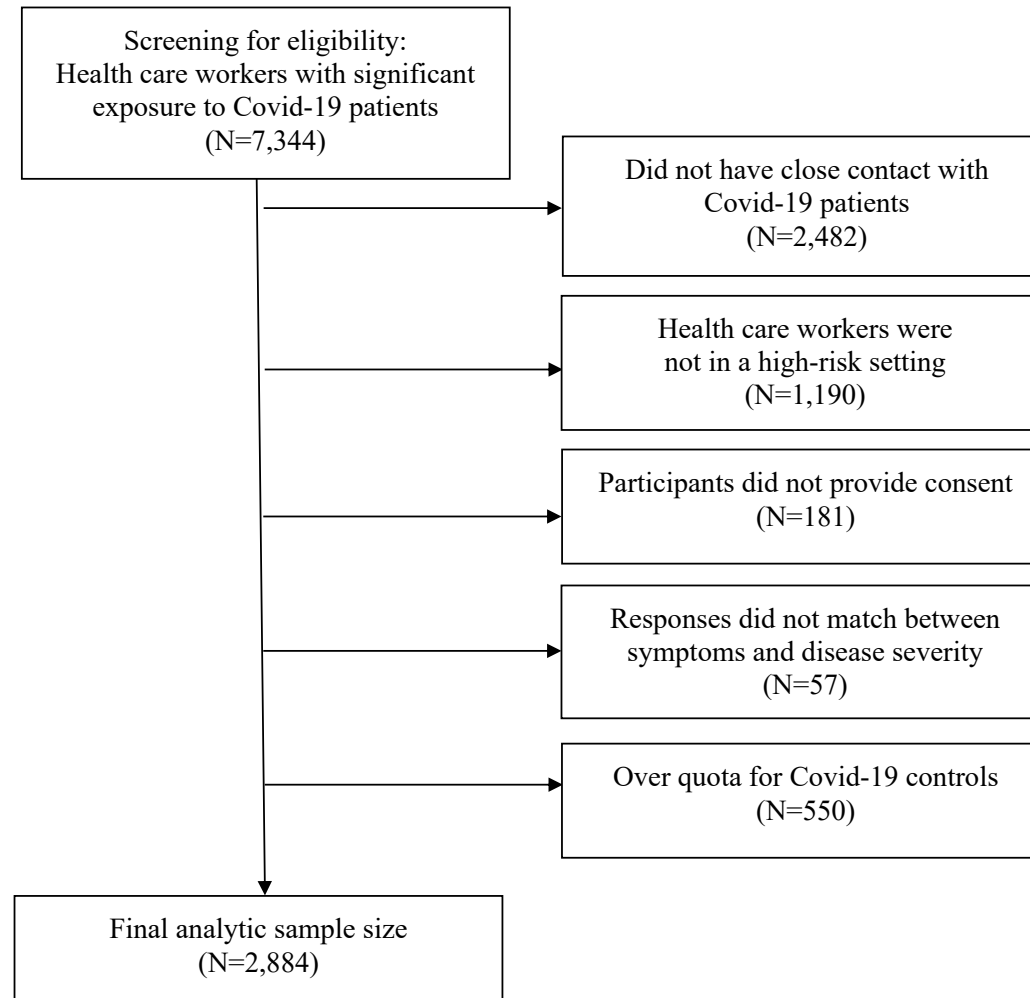 Screening for eligibility:
Health care workers with significant
exposure to Covid-19 patients
(N=7,344)
Did not have close contact with
Covid-19 patients
(N=2,482)
Health care workers were
not in a high-risk setting
(N=1,190)
Participants did not provide consent
(N=181)
Responses did not match between
symptoms and disease severity
(N=57)
Over quota for Covid-19 controls
(N=550)
Final analytic sample size
(N=2,884)